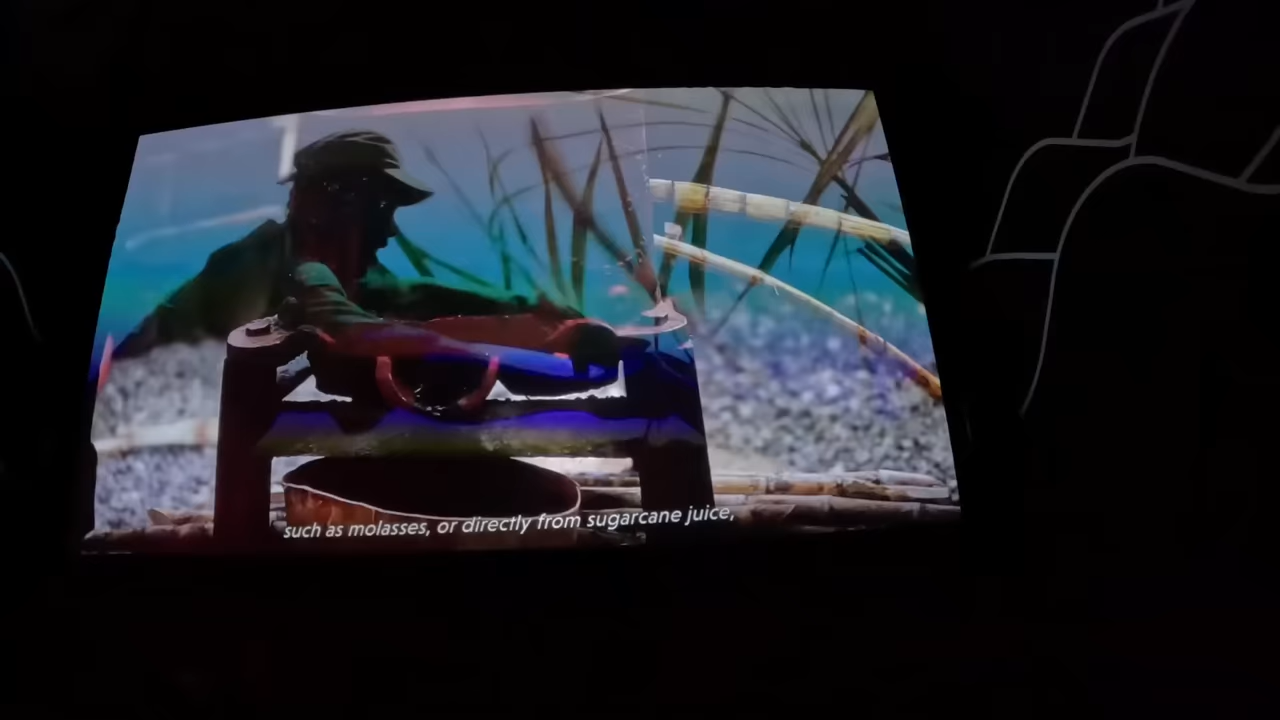 such as molasses, or directly from sugarcane juice,